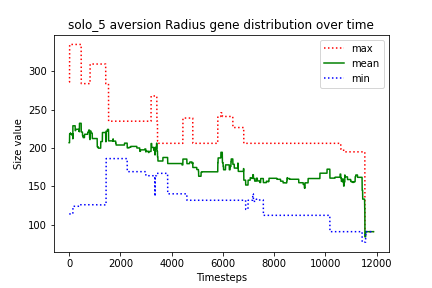 solo_5 aversion Radius gene distribution over time
max
mean
min
Size value
300
250
200
150
100
0
2000
4000
6000
8000
10000
12000
Timesteps